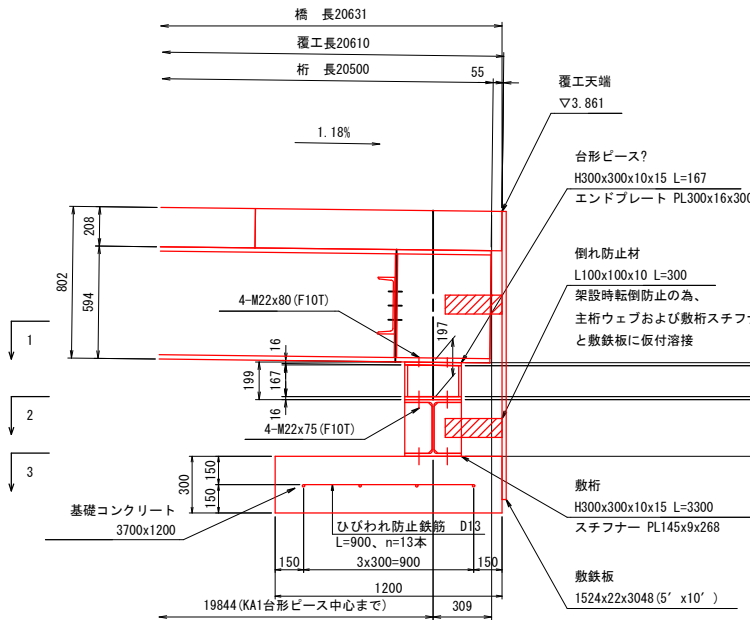 橋　長20631
覆工長20610
桁　長20500
55
覆工天端
▽3.861
1.18%
台形ピース?
H300x300x10x15 L=167
エンドプレート PL300x16x300
208
802
594
倒れ防止材
L100x100x10 L=300
架設時転倒防止の為、
主桁ウェブおよび敷桁スチフナ
と敷鉄板に仮付溶接
4-M22x80(F10T)
197
1
16
199
167
16
2
4-M22x75(F10T)
3
300
150
150
敷桁
H300x300x10x15 L=3300
スチフナー PL145x9x268
基礎コンクリート
3700x1200
ひびわれ防止鉄筋　D13
L=900、n=13本
150
3x300=900
150
1200
敷鉄板
1524x22x3048(5′x10′)
19844(KA1台形ピース中心まで)
309